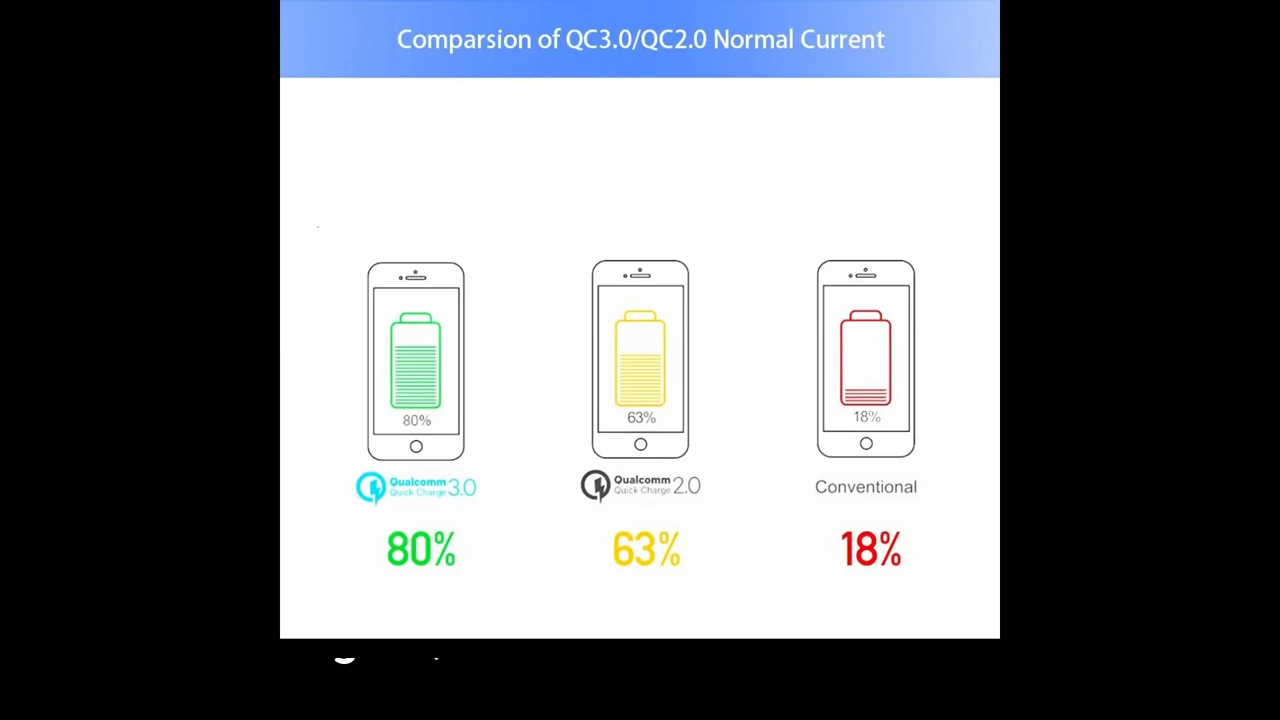 Comparsion of QC3.0/QC2.0 Normal Current
80%
63%
18%
Qualcomm
Quick Charge 3.0
Qualcomm
Quick Charge 2.0
Conventional
80%
63%
18%